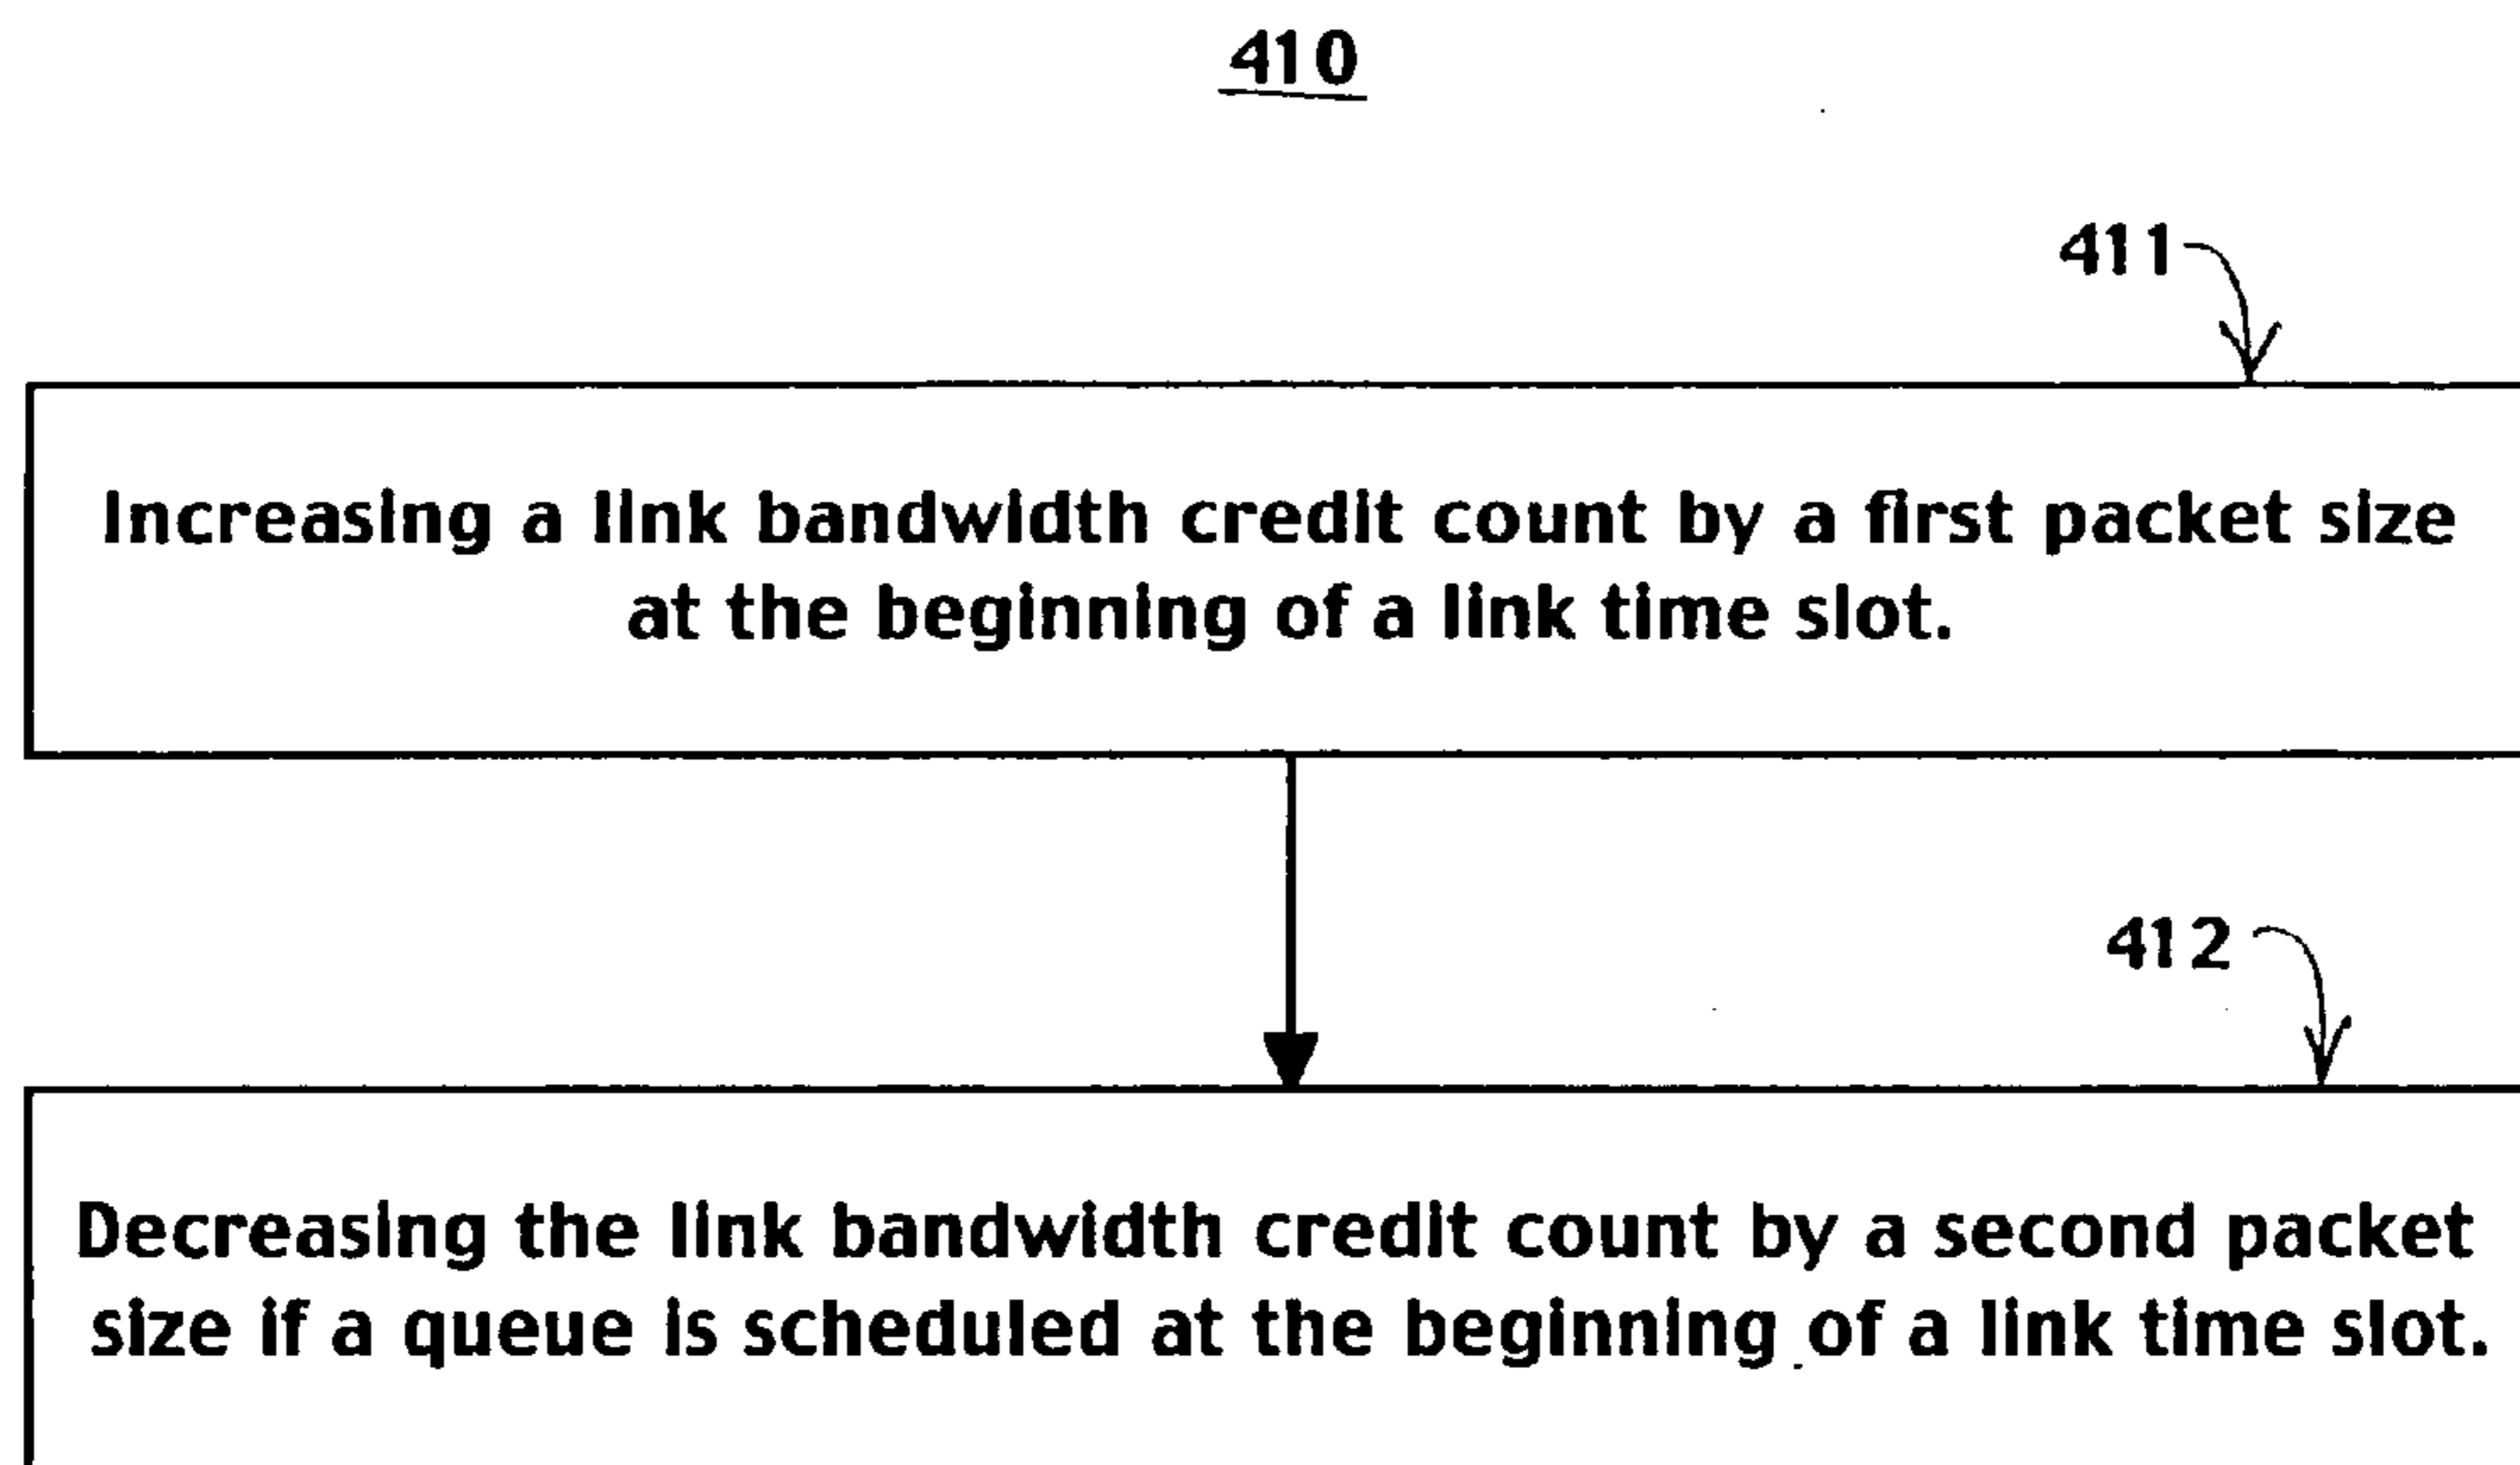 410
411
Increasing a link bandwidth credit count by a first packet size
at the beginning of a link time slot.
412
Decreasing the link bandwidth credit count by a second packet
size if a queue is scheduled at the beginning of a link time slot.